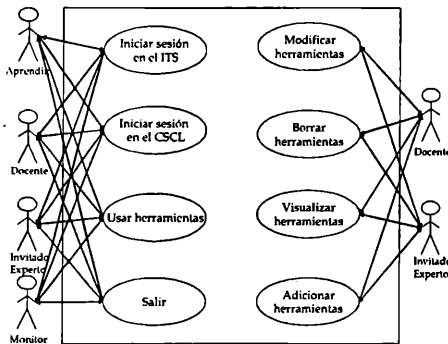 Iniciar sesión
en el ITS
Modificar
herramientas
Aprendiz
Iniciar sesión
en el CSCL
Borrar
herramientas
Docente
Docente
Usar herramientas
Visualizar
herramientas
Invitado
Experto
Invitado
Experto
Salir
Adicionar
herramientas
Monitor